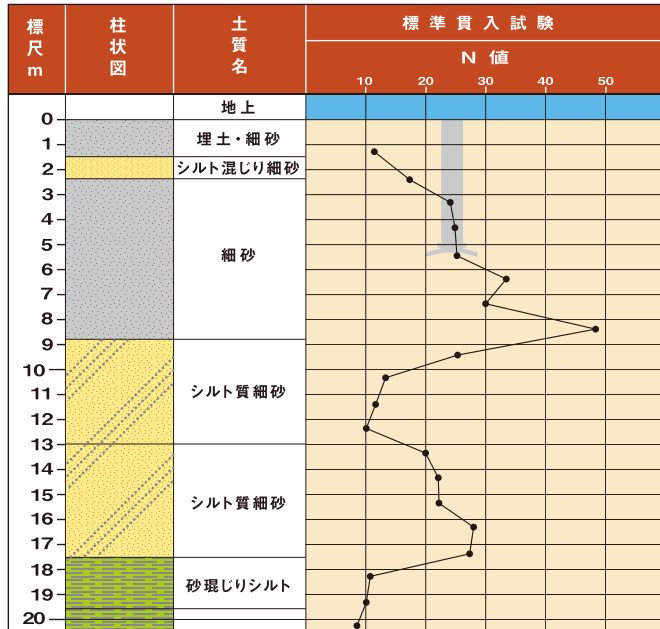 標尺m
柱状図
土質名
標準貫入試験
N値
10 20 30 40 50
地上
0
埋土・細砂
1
シルト混じり細砂
2
3
4
5
細砂
6
7
8
9
10
シルト質細砂
11
12
13
14
シルト質細砂
15
16
17
18
砂混じりシルト
19
20